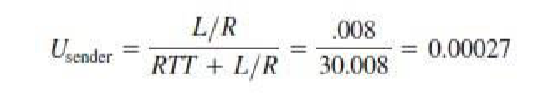 U_sender = (L/R) / (RTT + L/R) = .008 / 30.008 = 0.00027